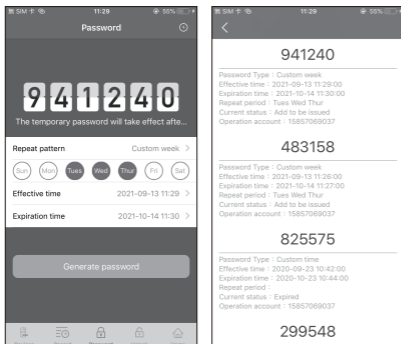 无 SIM 卡
11:29
55%
Password
941240
The temporary password will take effect afte...
Repeat pattern
Custom week >
Sun Mon Tues Wed Thur Fri Sat
Effective time
2021-09-13 11:29 >
Expiration time
2021-10-14 11:30 >
Generate password
Password
无 SIM 卡
11:29
55%
<
941240
Password Type : Custom week
Effective time : 2021-09-13 11:29:00
Expiration time : 2021-10-14 11:30:00
Repeat period : Tues Wed Thur
Current status : Add to be issued
Operation account : 15857069037
483158
Password Type : Custom week
Effective time : 2021-09-13 11:26:00
Expiration time : 2021-10-14 11:27:00
Repeat period : Tues Wed Thur
Current status : Add to be issued
Operation account : 15857069037
825575
Password Type : Custom time
Effective time : 2020-09-23 10:42:00
Expiration time : 2020-10-23 10:44:00
Repeat period :
Current status : Expired
Operation account : 15857069037
299548